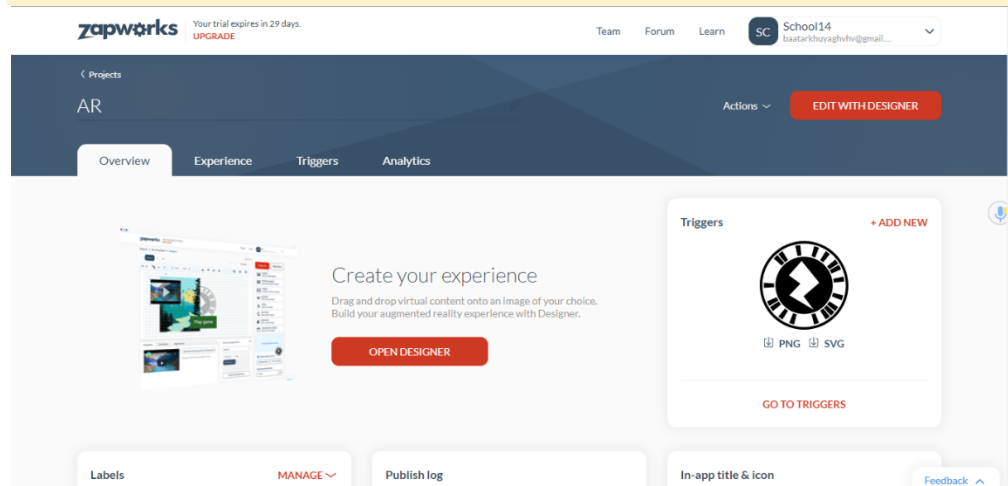 zapworks
Your trial expires in 29 days.
UPGRADE
Team
Forum
Learn
SC
School14
baatarkhuyaghvhv@gmail....
Projects
AR
Actions
EDIT WITH DESIGNER
Overview
Experience
Triggers
Analytics
Create your experience
Drag and drop virtual content onto an image of your choice.
Build your augmented reality experience with Designer.
OPEN DESIGNER
Triggers
+ ADD NEW
PNG
SVG
GO TO TRIGGERS
zapworks
Play game
Labels
MANAGE
Publish log
In-app title & icon
Feedback